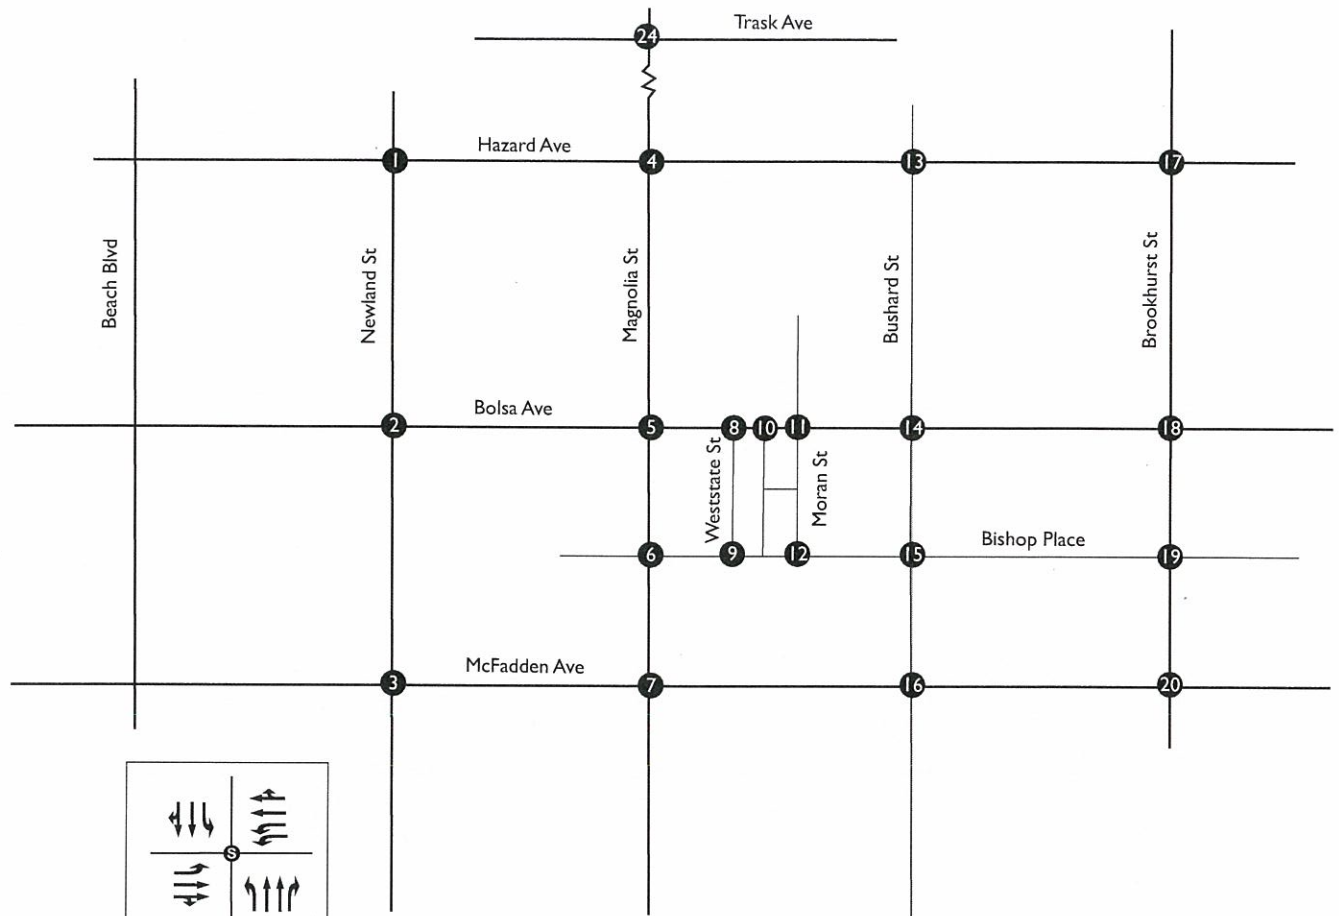 24
Trask Ave
1
Hazard Ave
4
13
17
Beach Blvd
Newland St
Magnolia St
Bushard St
Brookhurst St
2
Bolsa Ave
5
8
10
11
14
18
Weststate St
Moran St
6
9
12
15
Bishop Place
19
3
McFadden Ave
7
16
20
S